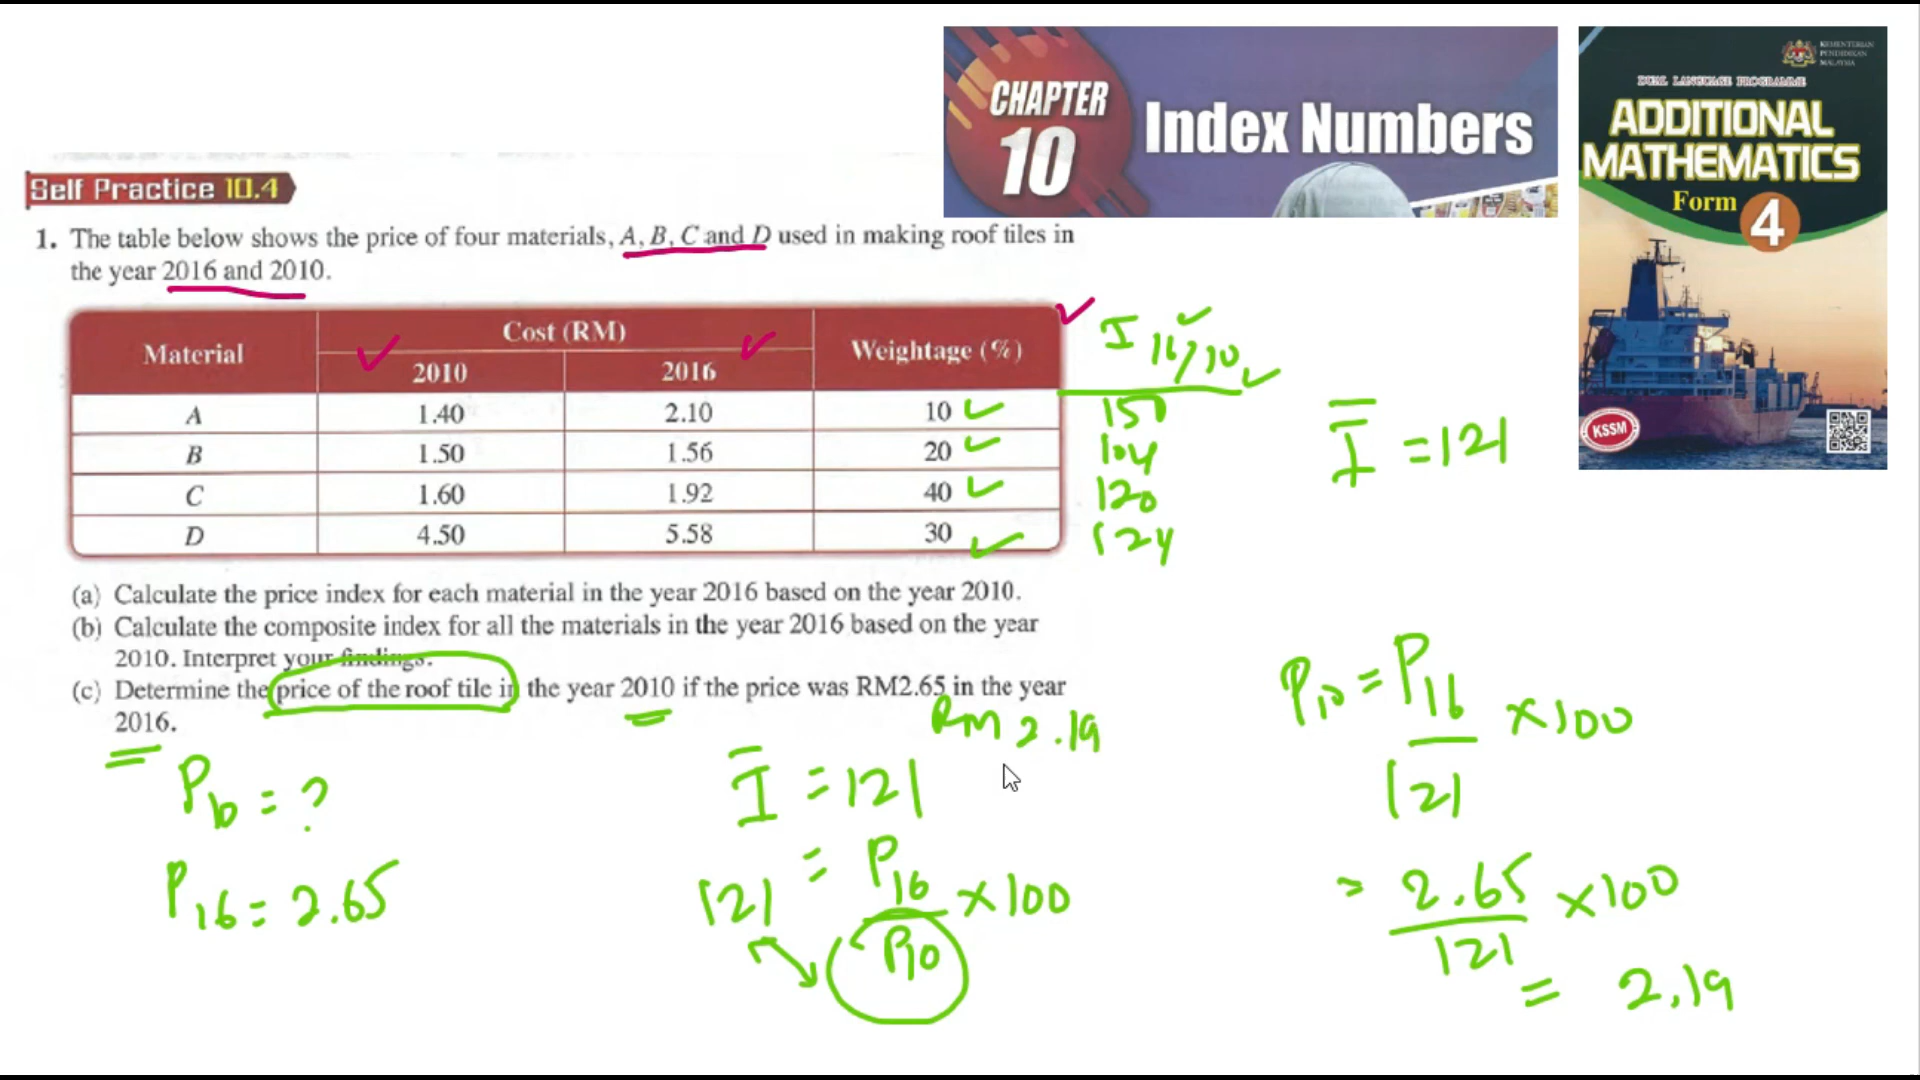 CHAPTER
10
Index Numbers
KEMENTERIAN
PENDIDIKAN
MALAYSIA
DUAL LANGUAGE PROGRAMME
ADDITIONAL
MATHEMATICS
Form 4
KSSM
Self Practice 10.4
1. The table below shows the price of four materials, A, B, C and D used in making roof tiles in
the year 2016 and 2010.
Material Cost (RM) Weightage (%)
2010 2016
A 1.40 2.10 10
B 1.50 1.56 20
C 1.60 1.92 40
D 4.50 5.58 30
I 16/10
150
104
120
124
Ī = 121
(a) Calculate the price index for each material in the year 2016 based on the year 2010.
(b) Calculate the composite index for all the materials in the year 2016 based on the year
2010. Interpret your findings.
(c) Determine the price of the roof tile in the year 2010 if the price was RM2.65 in the year
2016.
RM 2.19
P10 = ?
P16 = 2.65
Ī = 121
121 = P16/P10 × 100
P10 = P16/121 × 100
= 2.65/121 × 100
= 2.19